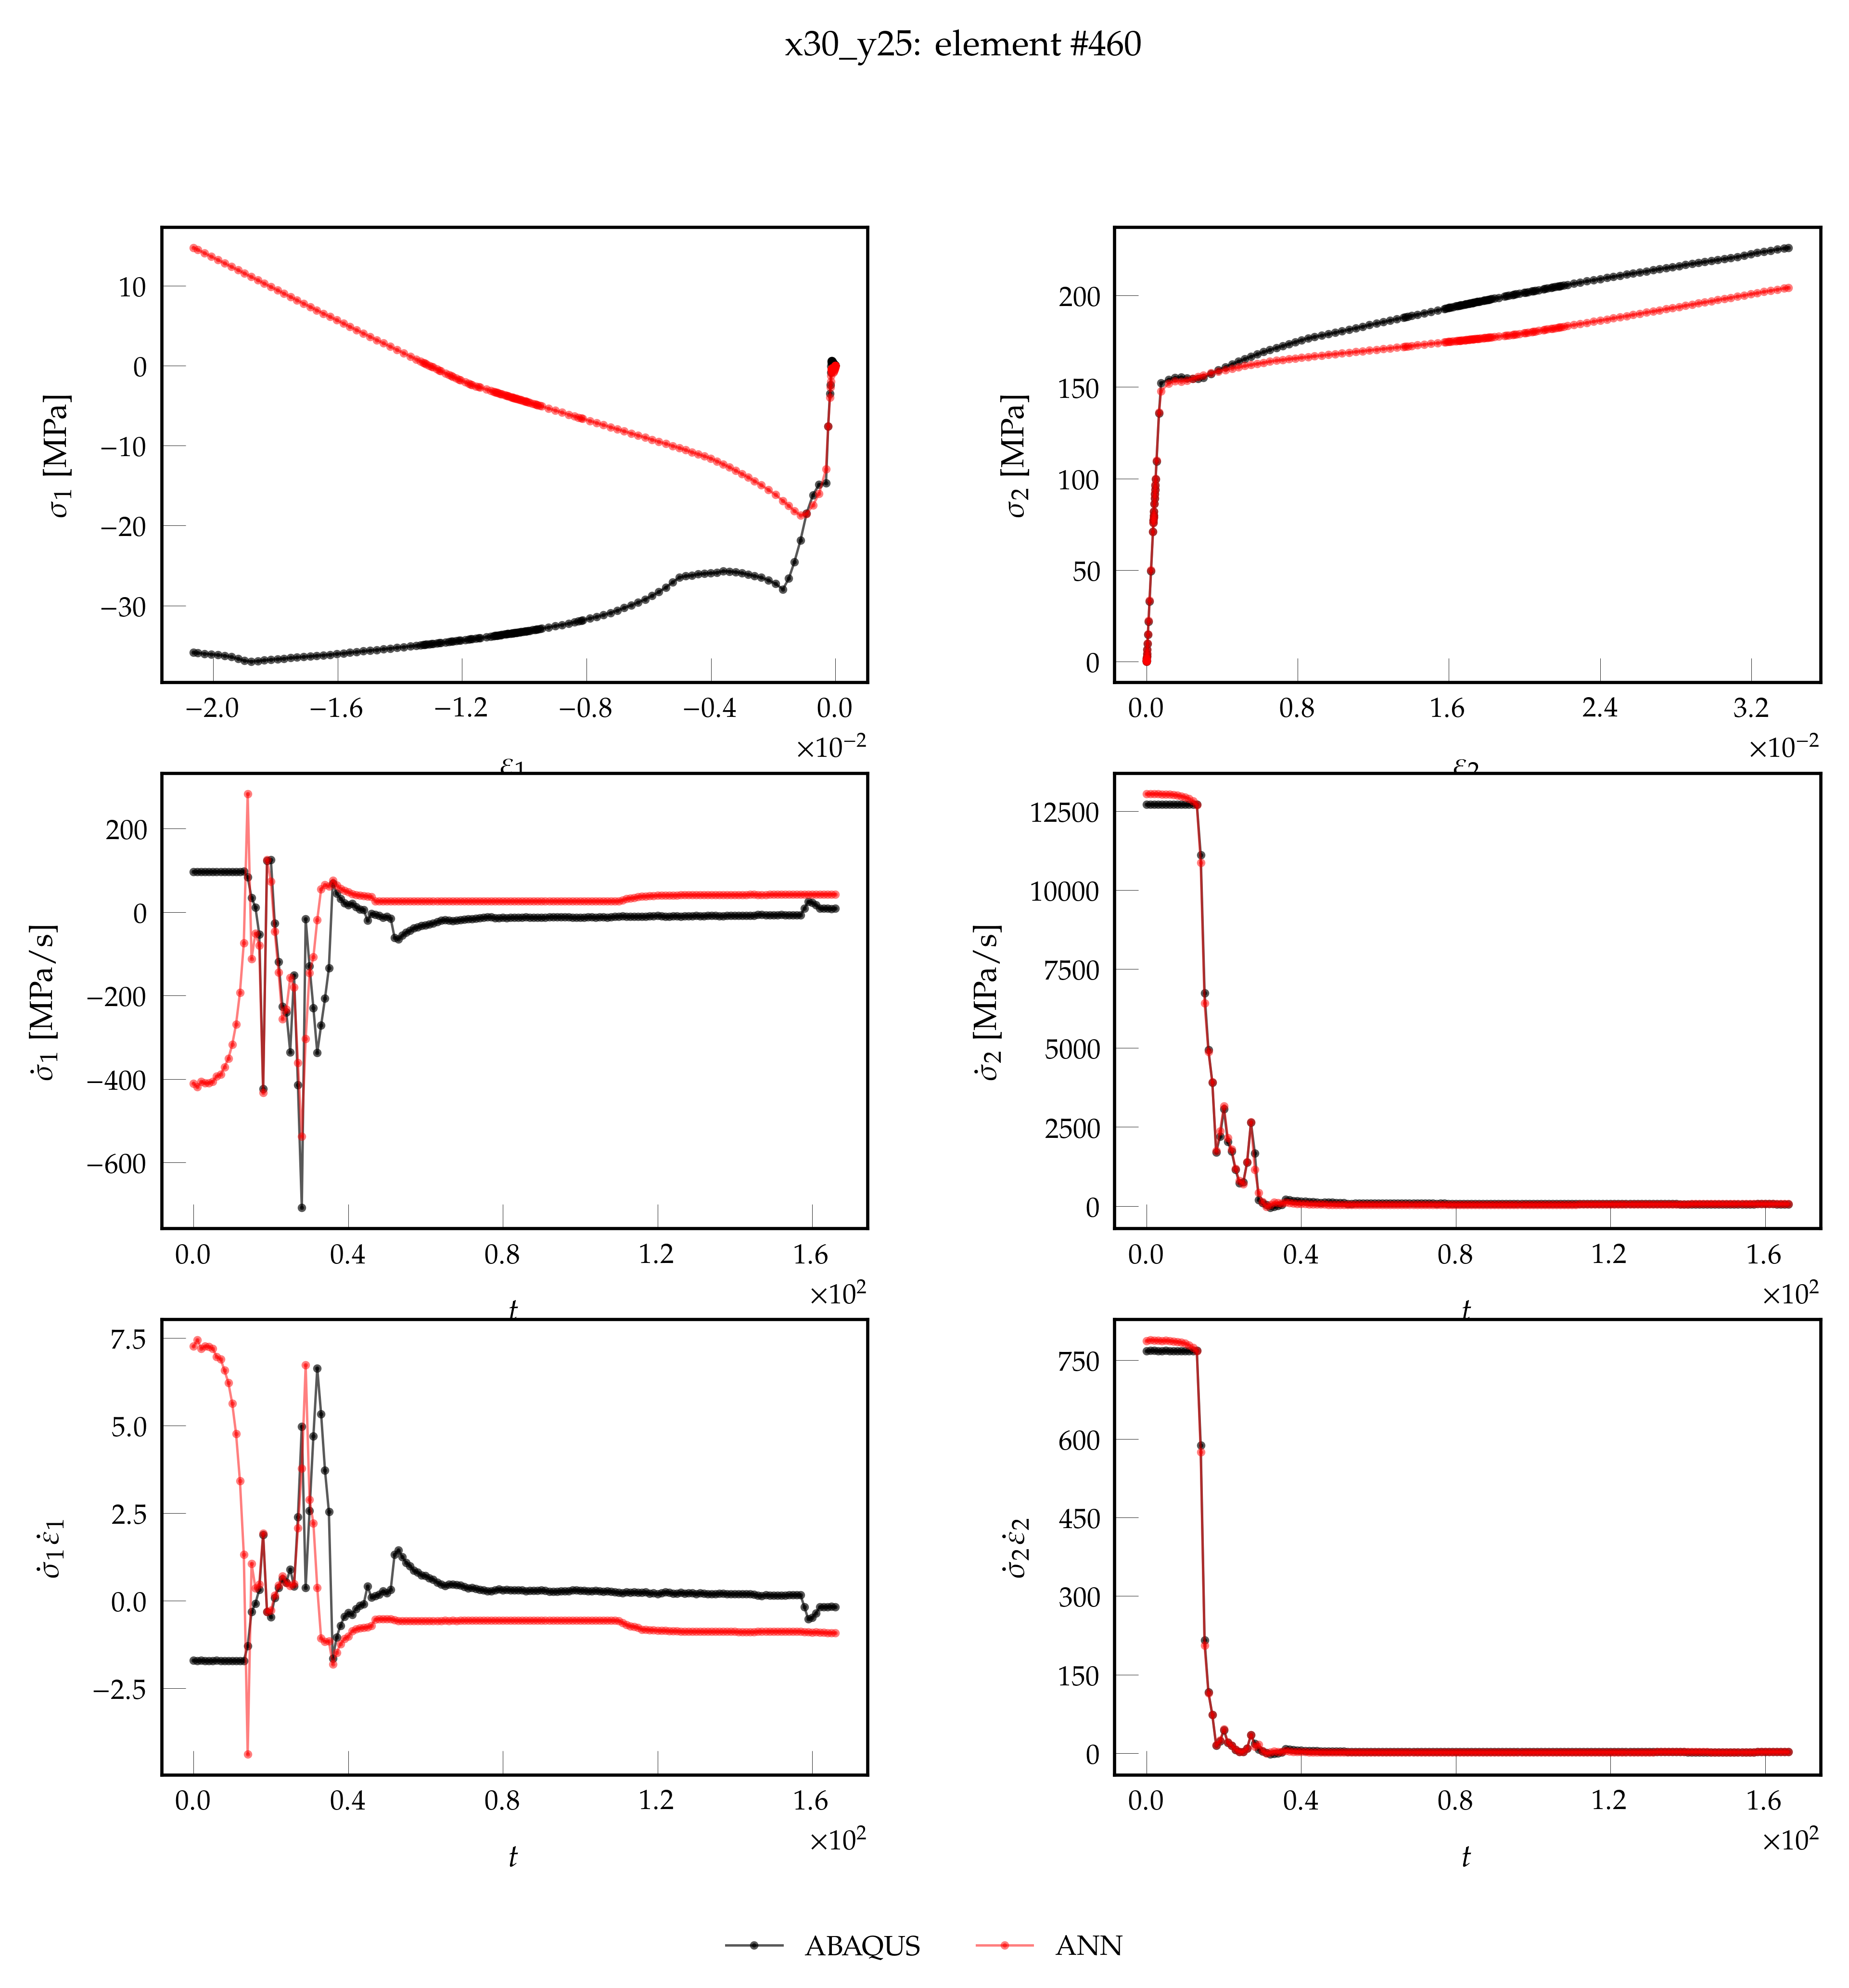 x30_y25: element #460
σ₁ [MPa]
10
0
−10
−20
−30
−2.0 −1.6 −1.2 −0.8 −0.4 0.0
×10⁻²
ε₁
σ₂ [MPa]
200
150
100
50
0
0.0 0.8 1.6 2.4 3.2
×10⁻²
ε₂
σ̇₁ [MPa/s]
200
0
−200
−400
−600
0.0 0.4 0.8 1.2 1.6
×10²
t
σ̇₂ [MPa/s]
12500
10000
7500
5000
2500
0
0.0 0.4 0.8 1.2 1.6
×10²
t
σ̇₁ε̇₁
7.5
5.0
2.5
0.0
−2.5
0.0 0.4 0.8 1.2 1.6
×10²
t
σ̇₂ε̇₂
750
600
450
300
150
0
0.0 0.4 0.8 1.2 1.6
×10²
t
ABAQUS ANN